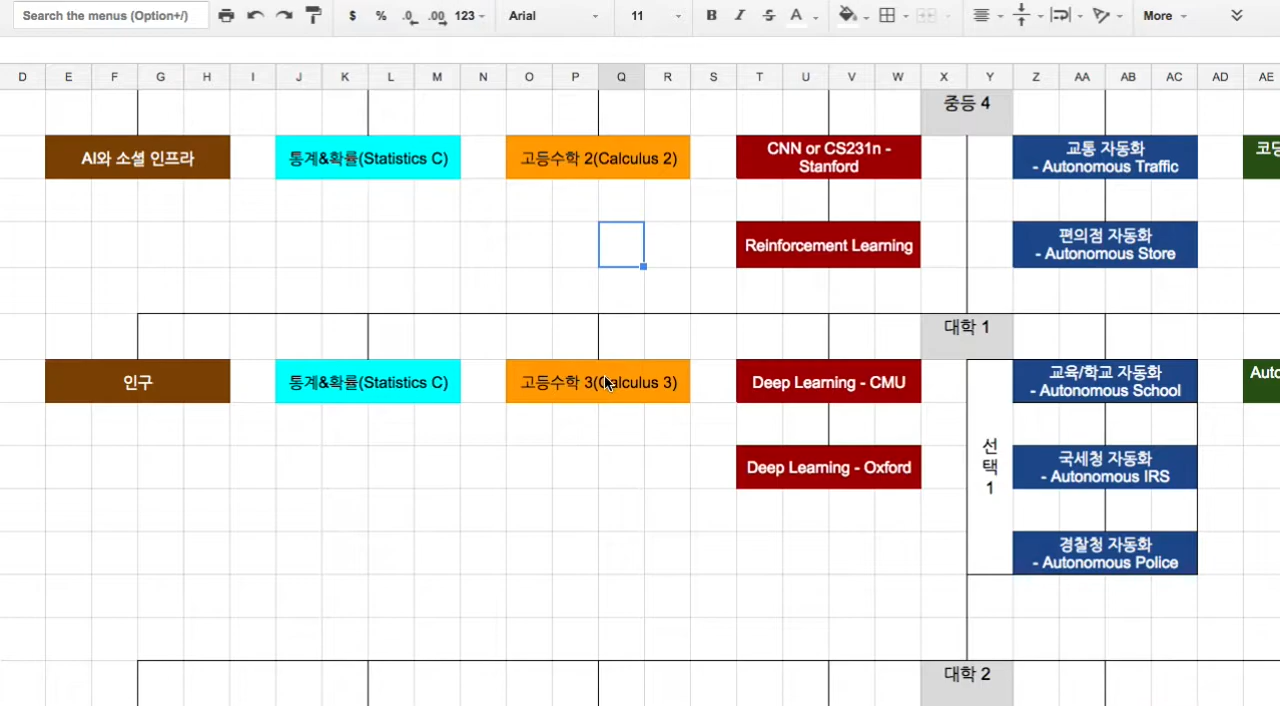 Search the menus (Option+/)
$ % .0 .00 123 Arial 11 B I S A More
D E F G H I J K L M N O P Q R S T U V W X Y Z AA AB AC AD AE
중등 4
AI와 소셜 인프라
통계&확률(Statistics C)
고등수학 2(Calculus 2)
CNN or CS231n -
Stanford
교통 자동화
- Autonomous Traffic
코딩
Reinforcement Learning
편의점 자동화
- Autonomous Store
대학 1
인구
통계&확률(Statistics C)
고등수학 3(Calculus 3)
Deep Learning - CMU
교육/학교 자동화
- Autonomous School
Auto
선
택
1
Deep Learning - Oxford
국세청 자동화
- Autonomous IRS
경찰청 자동화
- Autonomous Police
대학 2